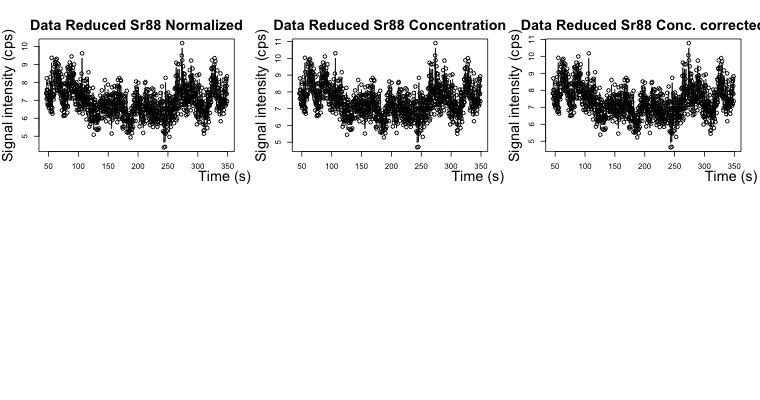 Data Reduced Sr88 Normalized
Signal intensity (cps)
5 6 7 8 9 10
50 100 150 200 250 300 350
Time (s)
Data Reduced Sr88 Concentration
Signal intensity (cps)
5 6 7 8 9 10 11
50 100 150 200 250 300 350
Time (s)
Data Reduced Sr88 Conc. corrected
Signal intensity (cps)
5 6 7 8 9 10 11
50 100 150 200 250 300 350
Time (s)